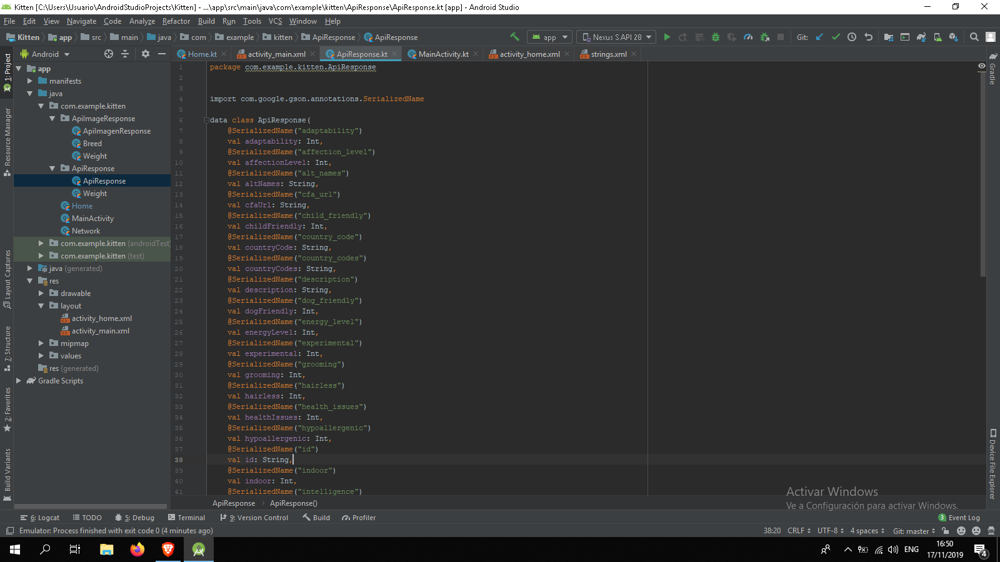 Kitten [C:\Users\Usuario\AndroidStudioProjects\Kitten] - ...\app\src\main\java\com\example\kitten\ApiResponse\ApiResponse.kt [app] - Android Studio
File Edit View Navigate Code Analyze Refactor Build Run Tools VCS Window Help
Kitten app src main java com example kitten ApiResponse ApiResponse app Nexus S API 28 Git:
Android Home.kt activity_main.xml ApiResponse.kt MainActivity.kt activity_home.xml strings.xml
1: Project
Resource Manager
Layout Captures
7: Structure
2: Favorites
Build Variants
app
manifests
java
com.example.kitten
ApiImageResponse
ApiImagenResponse
Breed
Weight
ApiResponse
ApiResponse
Weight
Home
MainActivity
Network
com.example.kitten (androidTest)
com.example.kitten (test)
java (generated)
res
drawable
layout
activity_home.xml
activity_main.xml
mipmap
values
res (generated)
Gradle Scripts
1 package com.example.kitten.ApiResponse
2
3
4 import com.google.gson.annotations.SerializedName
5
6 data class ApiResponse(
7 @SerializedName("adaptability")
8 val adaptability: Int,
9 @SerializedName("affection_level")
10 val affectionLevel: Int,
11 @SerializedName("alt_names")
12 val altNames: String,
13 @SerializedName("cfa_url")
14 val cfaUrl: String,
15 @SerializedName("child_friendly")
16 val childFriendly: Int,
17 @SerializedName("country_code")
18 val countryCode: String,
19 @SerializedName("country_codes")
20 val countryCodes: String,
21 @SerializedName("description")
22 val description: String,
23 @SerializedName("dog_friendly")
24 val dogFriendly: Int,
25 @SerializedName("energy_level")
26 val energyLevel: Int,
27 @SerializedName("experimental")
28 val experimental: Int,
29 @SerializedName("grooming")
30 val grooming: Int,
31 @SerializedName("hairless")
32 val hairless: Int,
33 @SerializedName("health_issues")
34 val healthIssues: Int,
35 @SerializedName("hypoallergenic")
36 val hypoallergenic: Int,
37 @SerializedName("id")
38 val id: String,
39 @SerializedName("indoor")
40 val indoor: Int,
41 @SerializedName("intelligence")
Gradle
Device File Explorer
Activar Windows
Ve a Configuración para activar Windows.
ApiResponse ApiResponse()
6: Logcat TODO 5: Debug Terminal 9: Version Control Build Profiler 3 Event Log
Emulator: Process finished with exit code 0 (4 minutes ago) 38:20 CRLF UTF-8 4 spaces Git: master
ENG 16:50
17/11/2019 4